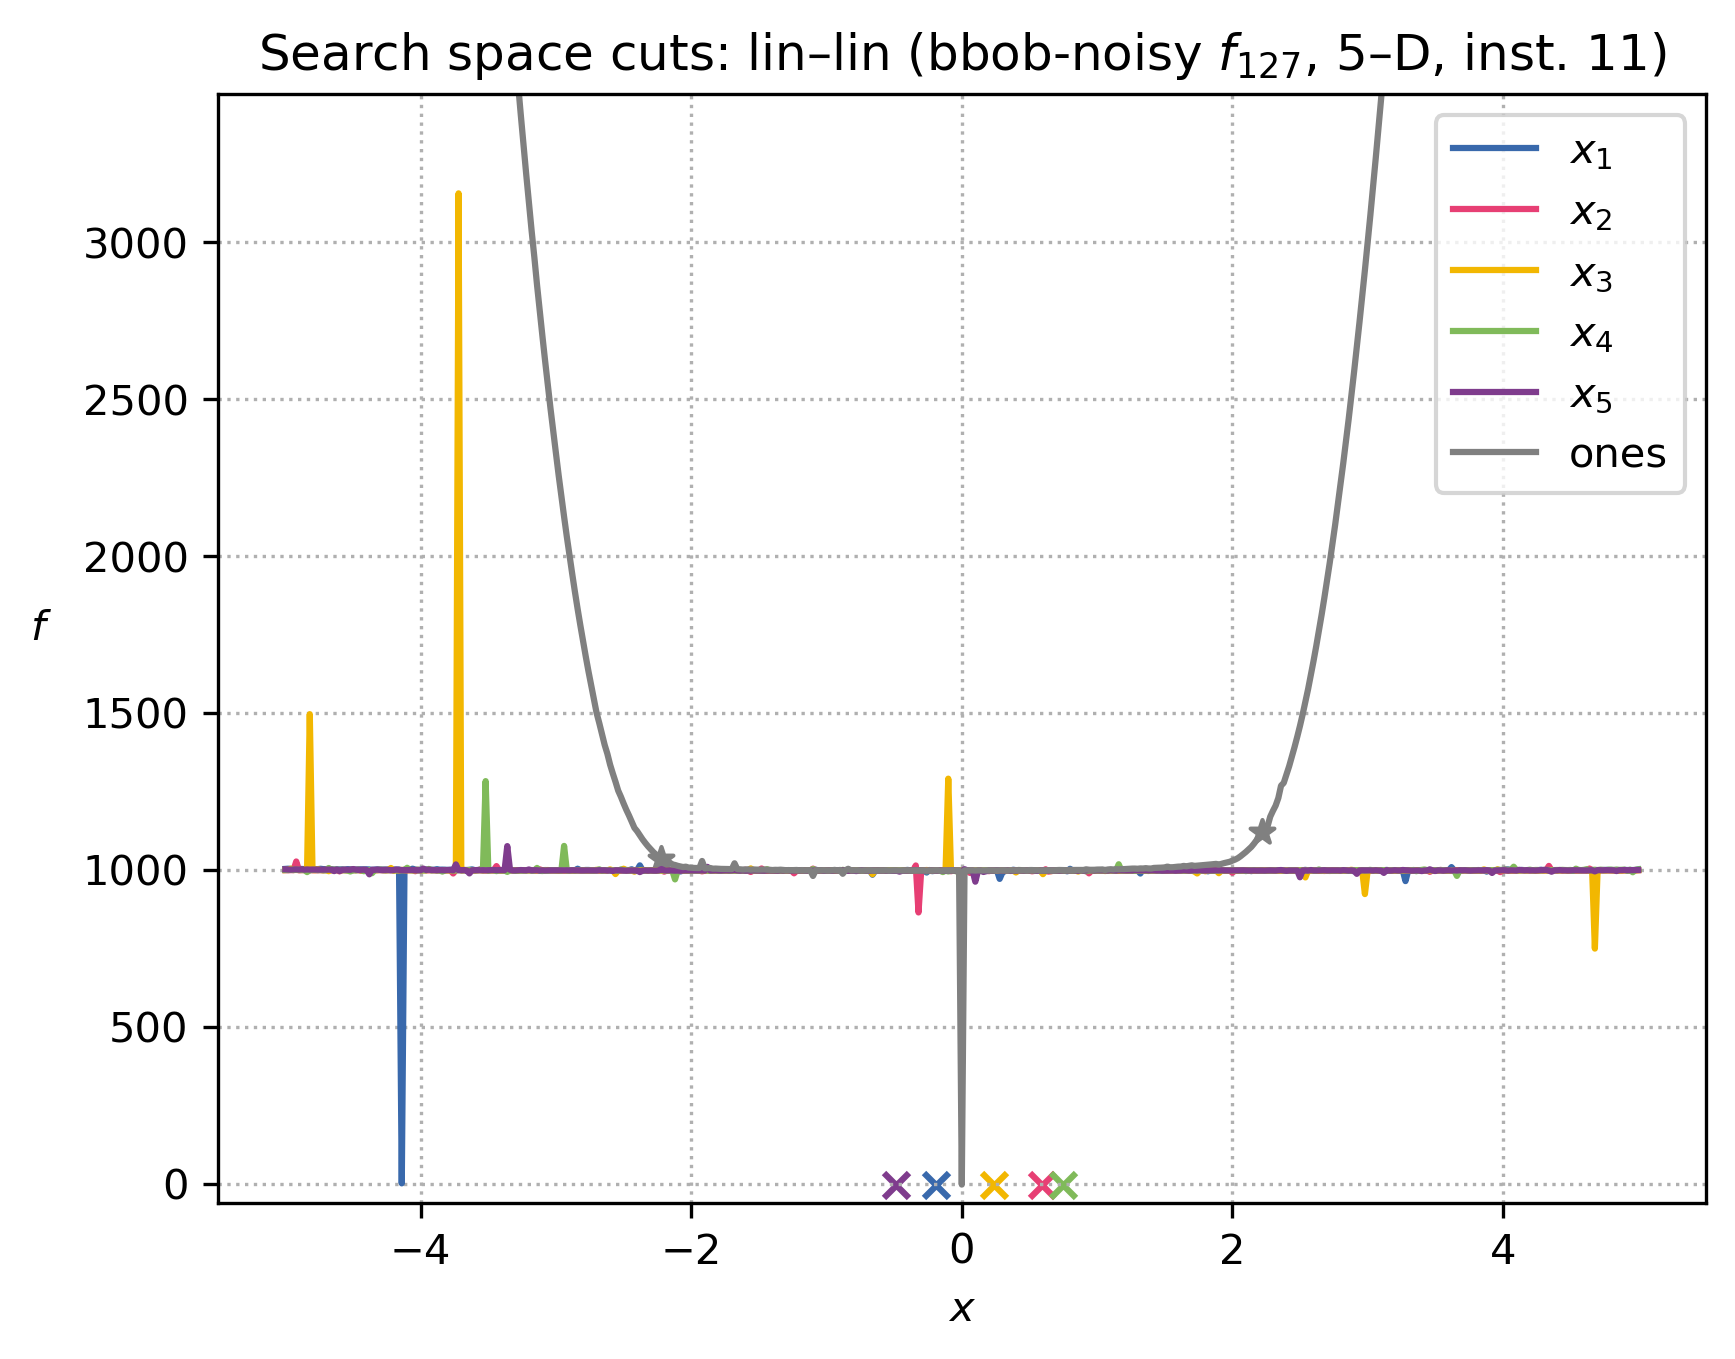 Search space cuts: lin–lin (bbob-noisy f₁₂₇, 5–D, inst. 11)
x₁
x₂
x₃
x₄
x₅
ones
3000
2500
2000
1500
1000
500
0
f
−4
−2
0
2
4
x